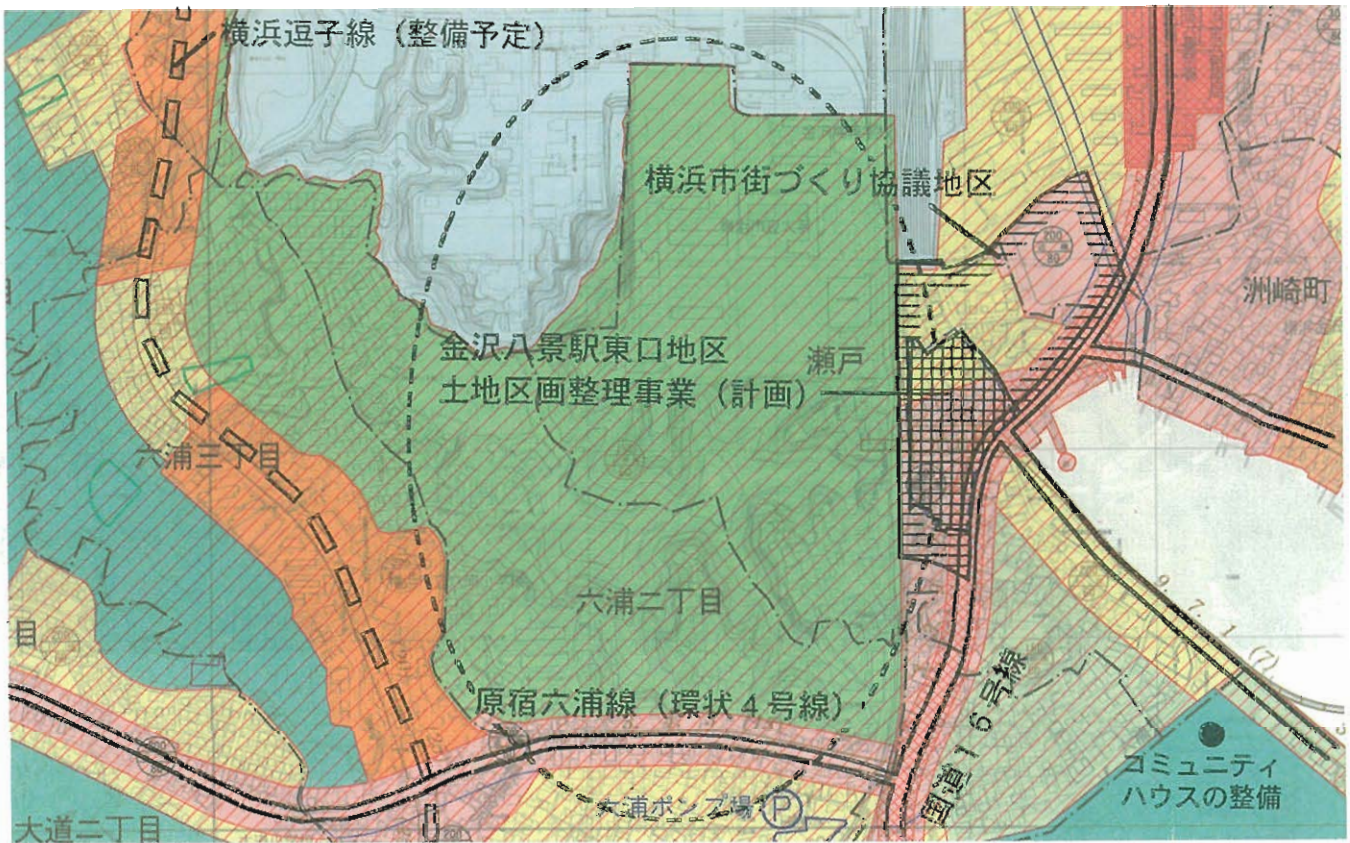 横浜逗子線（整備予定）
横浜市街づくり協議地区
洲崎町
金沢八景駅東口地区
土地区画整理事業（計画）
瀬戸
六浦三丁目
六浦二丁目
目
原宿六浦線（環状４号線）
国道１６号線
コミュニティ
ハウスの整備
六浦ポンプ場 P
大道二丁目